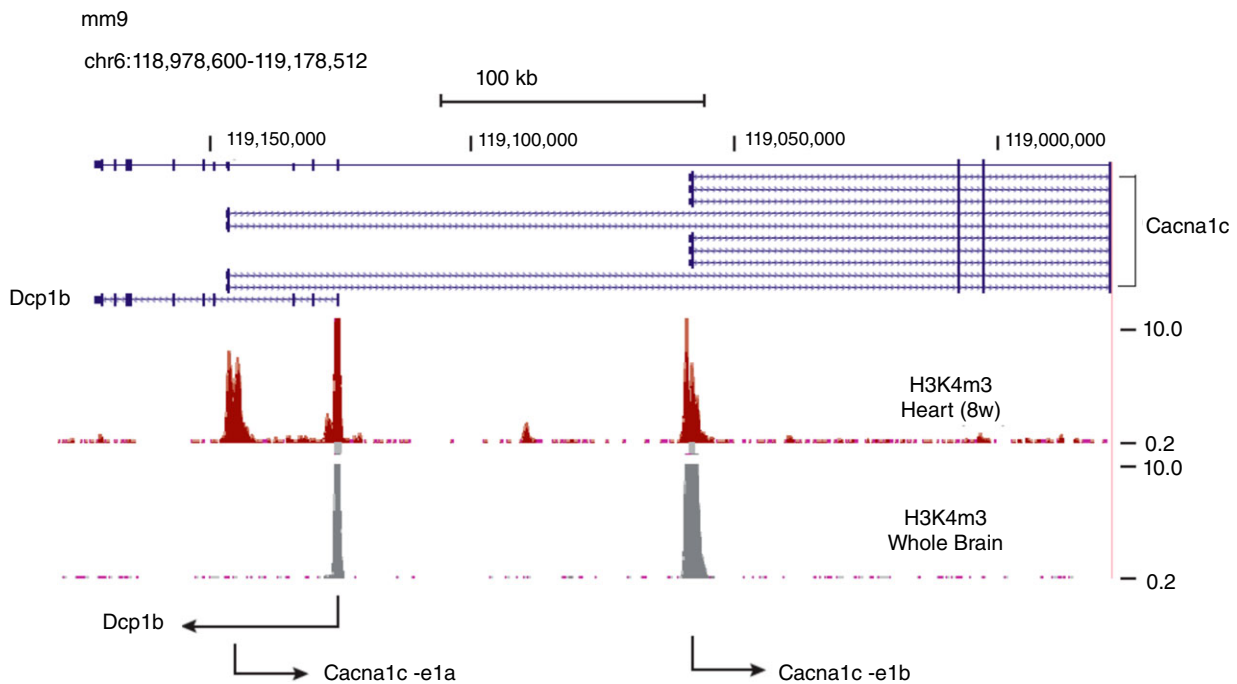 mm9
chr6:118,978,600-119,178,512
100 kb
119,150,000
119,100,000
119,050,000
119,000,000
Cacna1c
Dcp1b
10.0
H3K4m3
Heart (8w)
0.2
10.0
H3K4m3
Whole Brain
0.2
Dcp1b
Cacna1c -e1a
Cacna1c -e1b